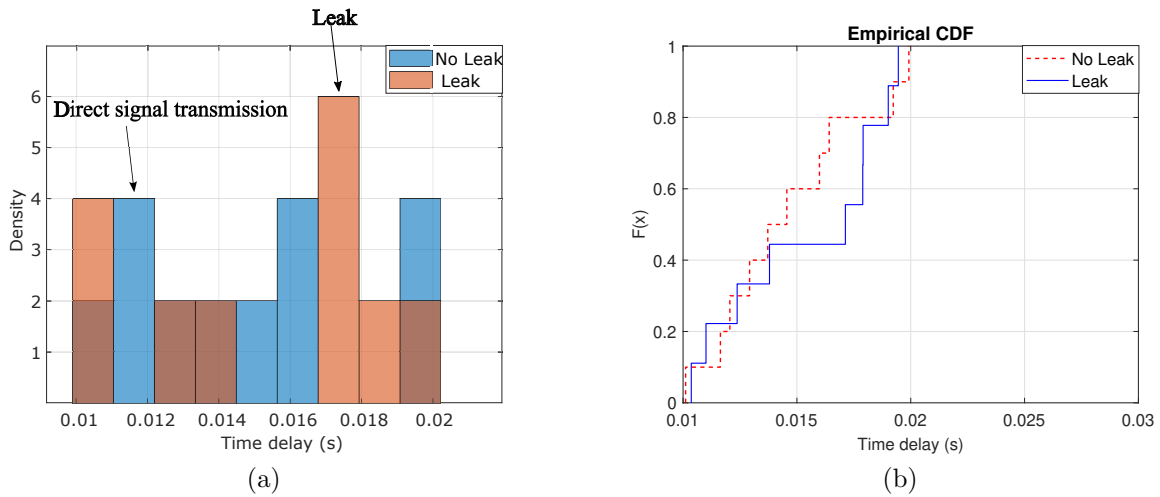 Leak
No Leak
Leak
Direct signal transmission
Density
6
5
4
3
2
1
0.01 0.012 0.014 0.016 0.018 0.02
Time delay (s)
(a)
Empirical CDF
No Leak
Leak
F(x)
1
0.8
0.6
0.4
0.2
0
0.01 0.015 0.02 0.025 0.03
Time delay (s)
(b)